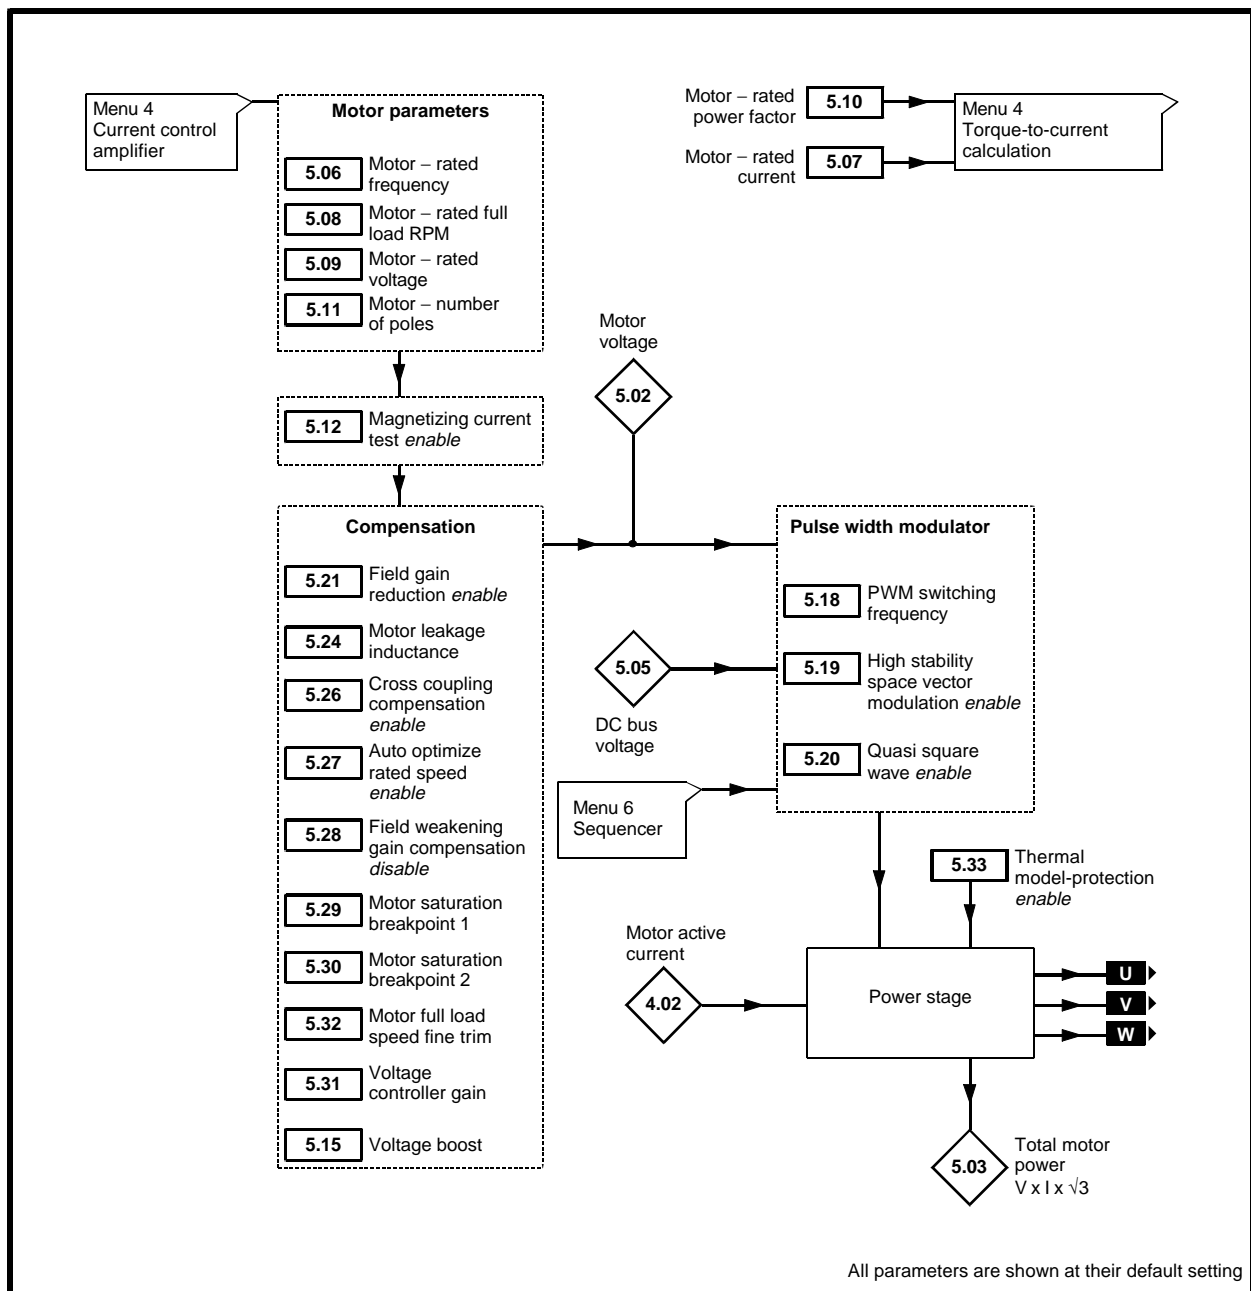 Menu 4
Current control
amplifier
Motor parameters
5.06
Motor – rated
frequency
5.08
Motor – rated full
load RPM
5.09
Motor – rated
voltage
5.11
Motor – number
of poles
Motor – rated
power factor
5.10
Motor – rated
current
5.07
Menu 4
Torque-to-current
calculation
5.12
Magnetizing current
test enable
Motor
voltage
5.02
Compensation
5.21
Field gain
reduction enable
5.24
Motor leakage
inductance
5.26
Cross coupling
compensation
enable
5.27
Auto optimize
rated speed
enable
5.28
Field weakening
gain compensation
disable
5.29
Motor saturation
breakpoint 1
5.30
Motor saturation
breakpoint 2
5.32
Motor full load
speed fine trim
5.31
Voltage
controller gain
5.15
Voltage boost
5.05
DC bus
voltage
Menu 6
Sequencer
Pulse width modulator
5.18
PWM switching
frequency
5.19
High stability
space vector
modulation enable
5.20
Quasi square
wave enable
5.33
Thermal
model-protection
enable
Motor active
current
4.02
Power stage
U
V
W
5.03
Total motor
power
V x I x √3
All parameters are shown at their default setting